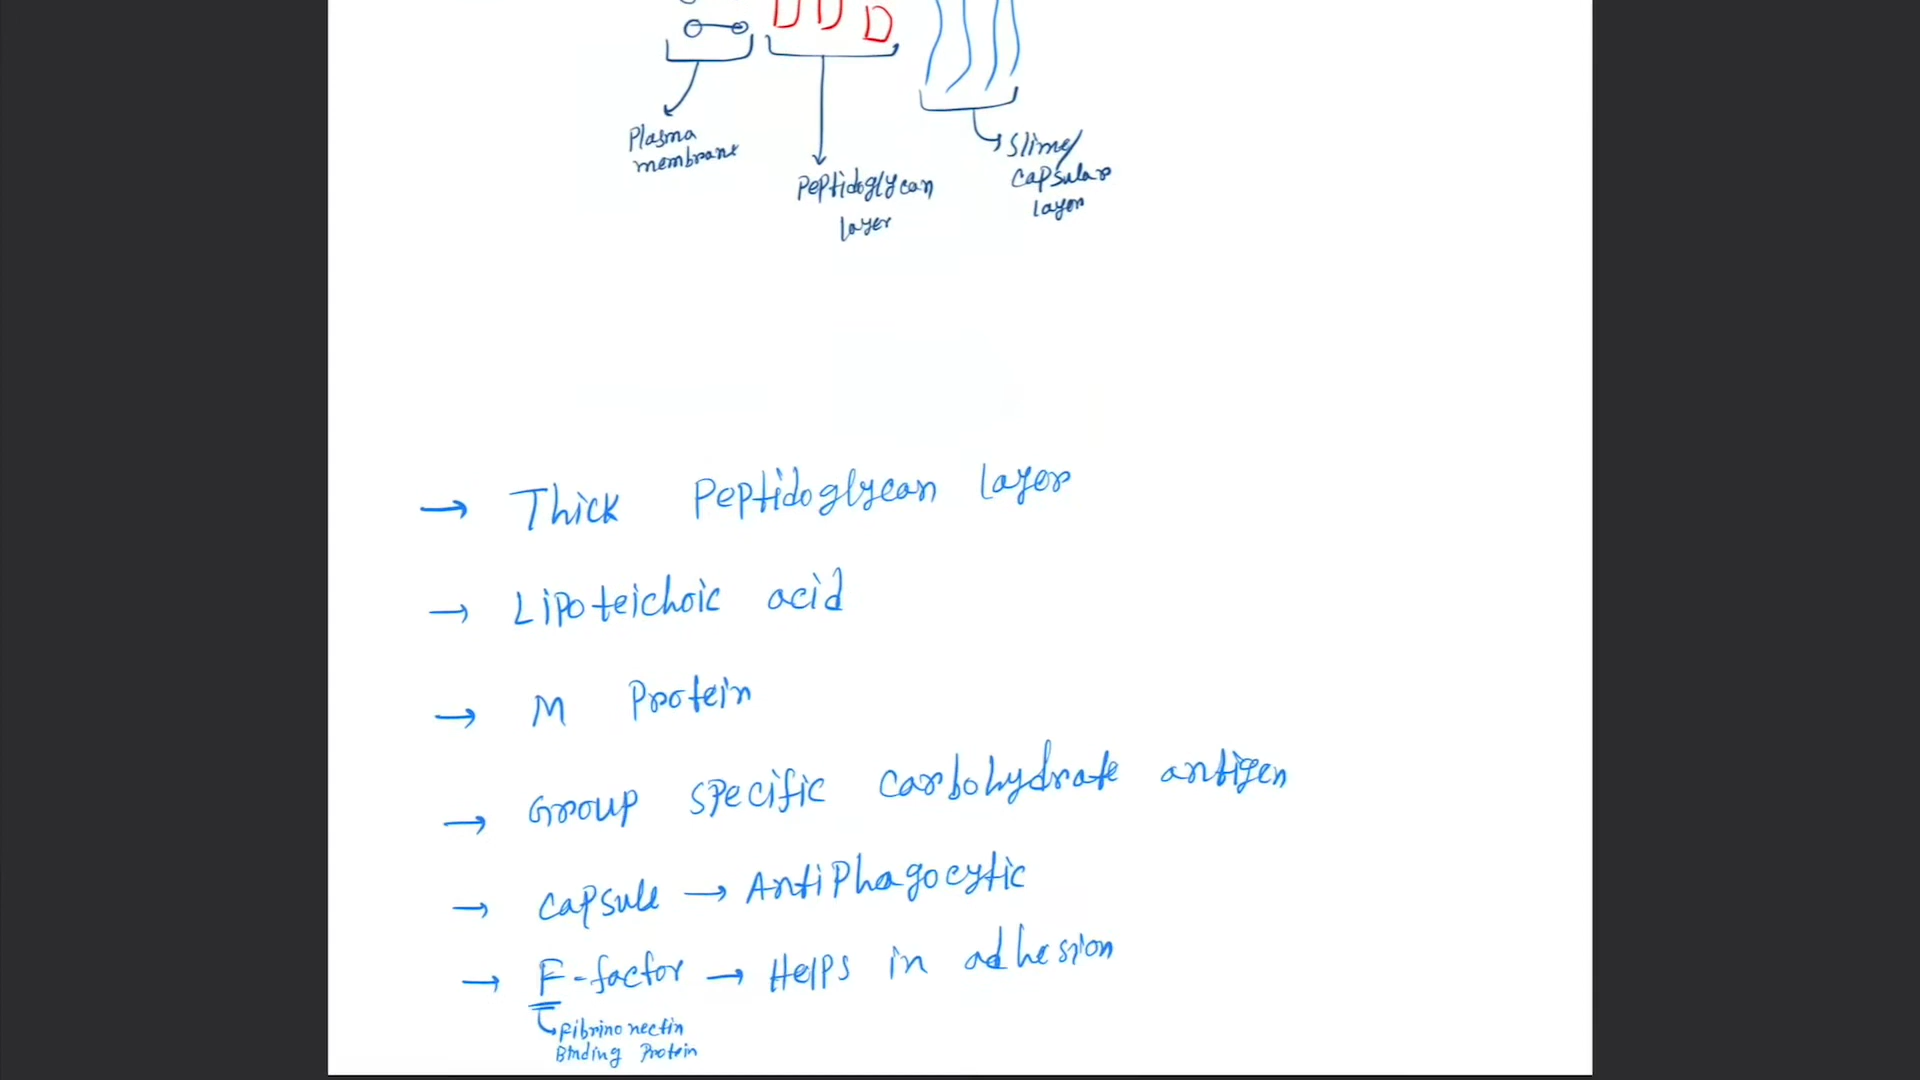 Plasma
membrane
Peptidoglycan
layer
Slime/
capsular
layer
→ Thick Peptidoglycan layer
→ Lipoteichoic acid
→ M Protein
→ Group specific carbohydrate antigen
→ capsule → Antiphagocytic
→ F-factor → Helps in adhesion
Fibrinonectin
Binding Protein